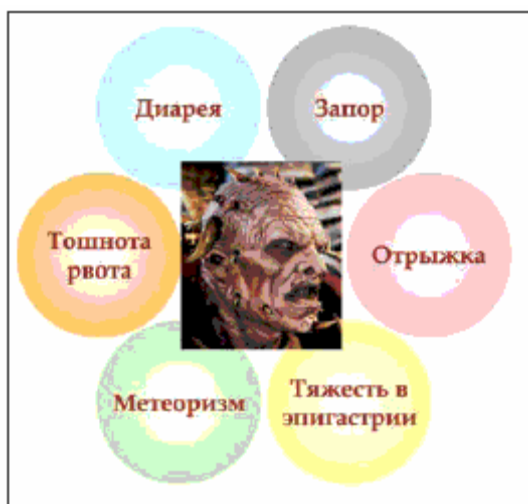 Диарея
Запор
Тошнота
рвота
Отрыжка
Метеоризм
Тяжесть в
эпигастрии